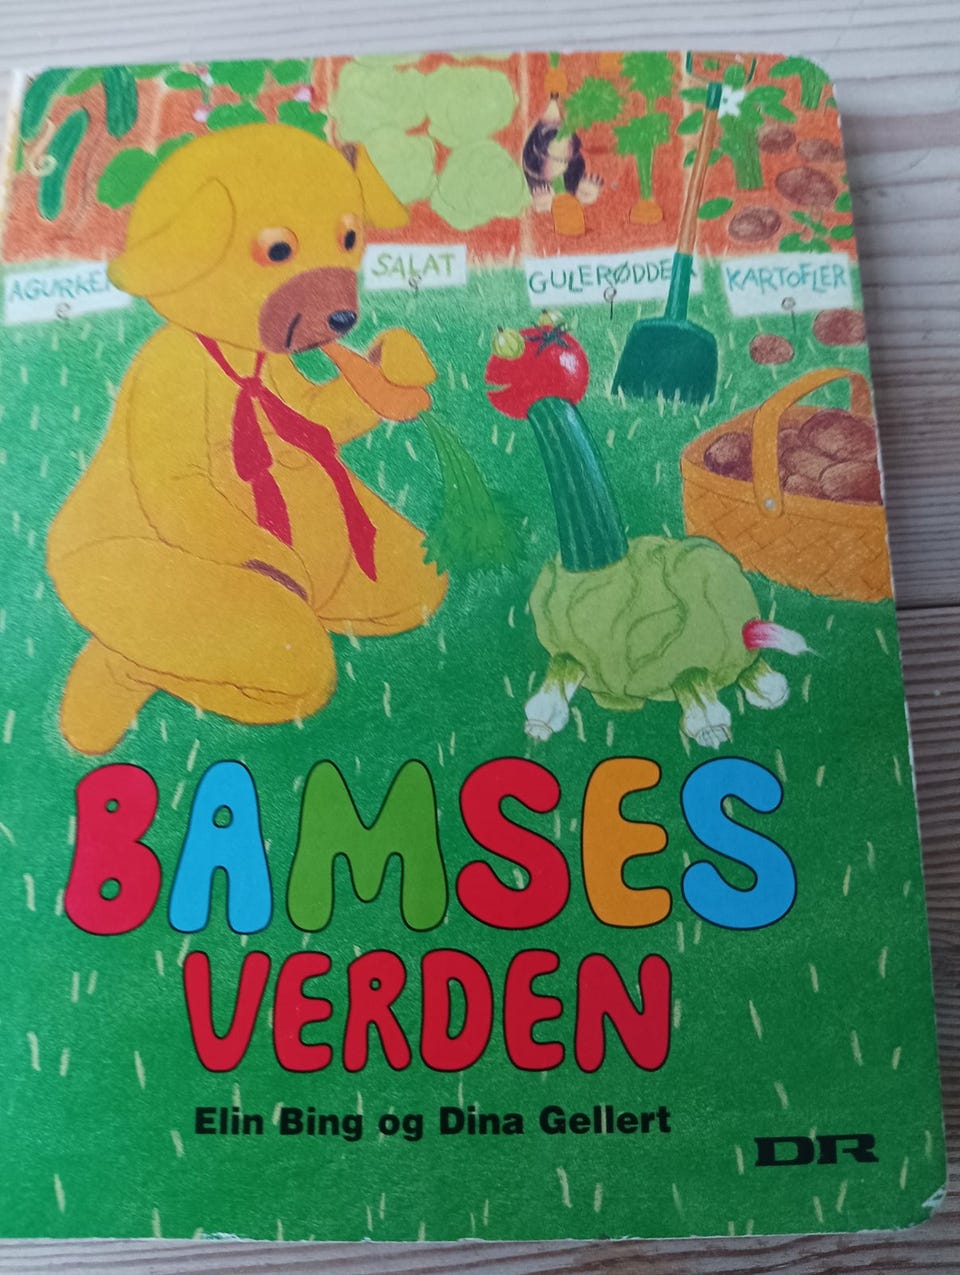 AGURKER
SALAT
GULERØDDER
KARTOFLER
BAMSES
VERDEN
Elin Bing og Dina Gellert
DR